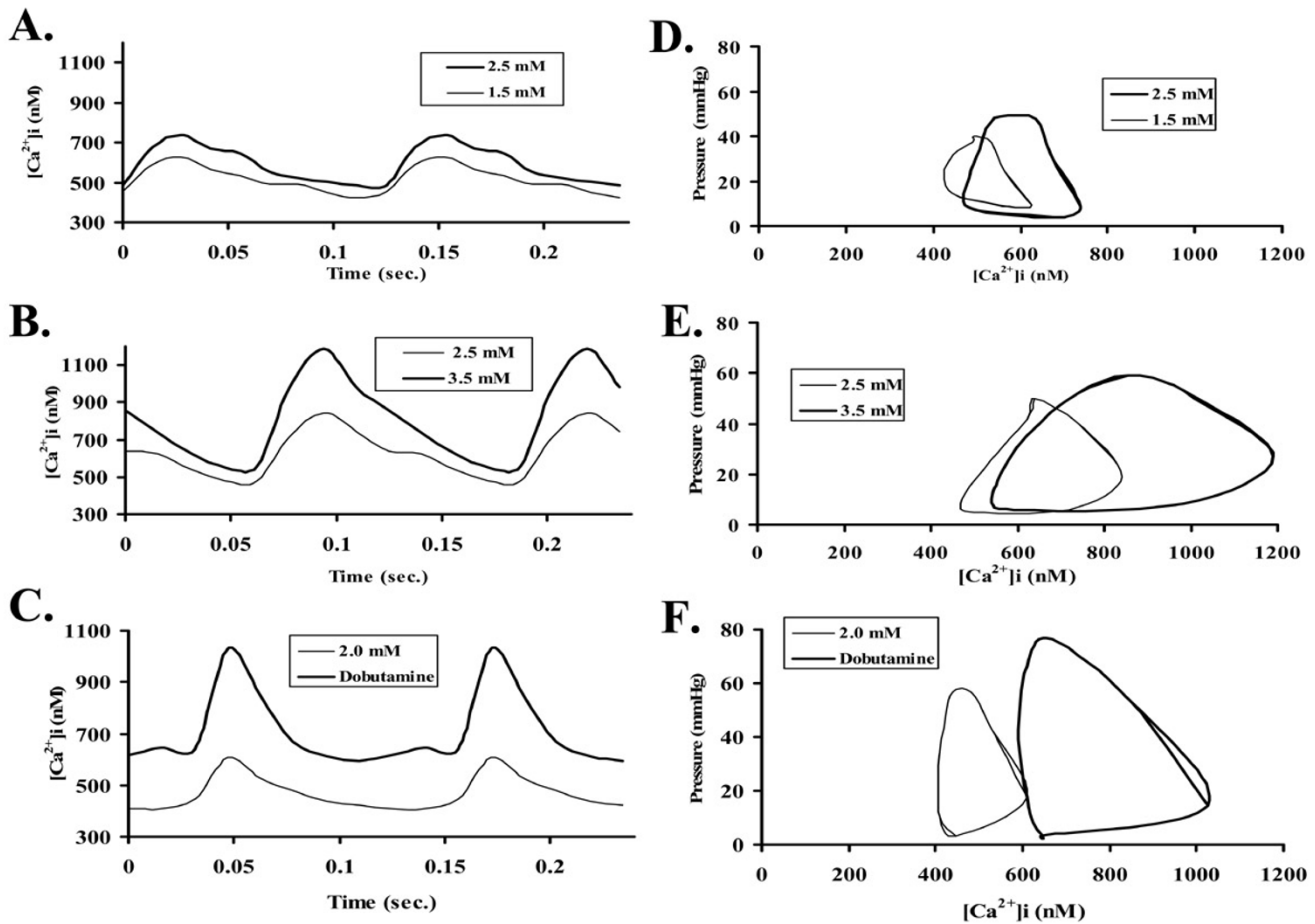 A.
[Ca²⁺]i (nM)
1100
900
700
500
300
2.5 mM
1.5 mM
0 0.05 0.1 0.15 0.2
Time (sec.)
D.
Pressure (mmHg)
80
60
40
20
0
2.5 mM
1.5 mM
0 200 400 600 800 1000 1200
[Ca²⁺]i (nM)
B.
[Ca²⁺]i (nM)
1100
900
700
500
300
2.5 mM
3.5 mM
0 0.05 0.1 0.15 0.2
Time (sec.)
E.
Pressure (mmHg)
80
60
40
20
0
2.5 mM
3.5 mM
0 200 400 600 800 1000 1200
[Ca²⁺]i (nM)
C.
[Ca²⁺]i (nM)
1100
900
700
500
300
2.0 mM
Dobutamine
0 0.05 0.1 0.15 0.2
Time (sec.)
F.
Pressure (mmHg)
80
60
40
20
0
2.0 mM
Dobutamine
0 200 400 600 800 1000 1200
[Ca²⁺]i (nM)